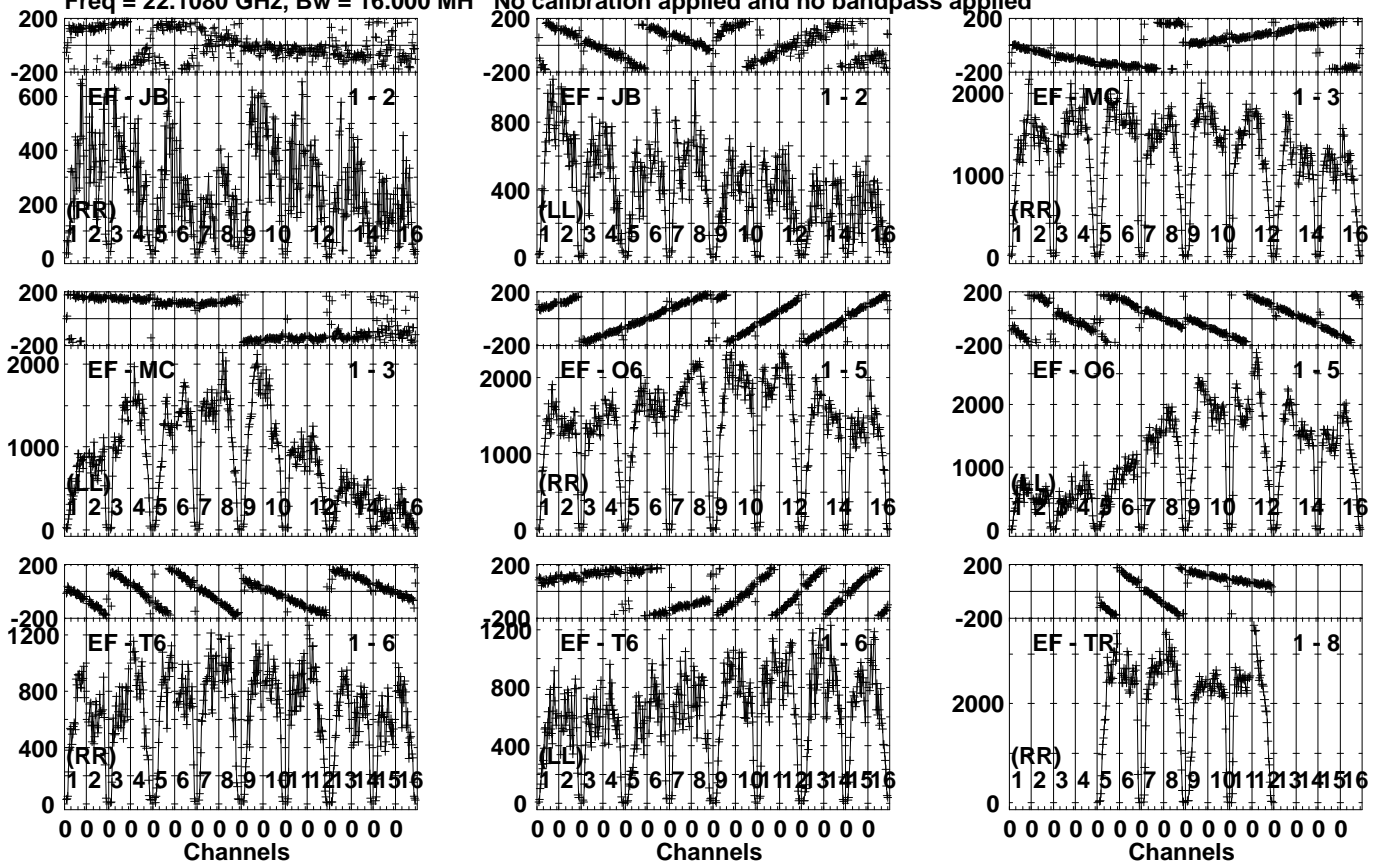 Freq = 22.1080 GHz, Bw = 16.000 MH No calibration applied and no bandpass applied
200
-200
600
400
200
0
EF - JB 1 - 2
(RR)
1 2 3 4 5 6 7 8 9 10 12 14 16
200
-200
800
400
0
EF - JB 1 - 2
(LL)
1 2 3 4 5 6 7 8 9 10 12 14 16
200
-200
2000
1000
0
EF - MC 1 - 3
(RR)
1 2 3 4 5 6 7 8 9 10 12 14 16
200
-200
2000
1000
0
EF - MC 1 - 3
(LL)
1 2 3 4 5 6 7 8 9 10 12 14 16
200
-200
2000
1000
0
EF - O6 1 - 5
(RR)
1 2 3 4 5 6 7 8 9 10 12 14 16
200
-200
2000
1000
0
EF - O6 1 - 5
(LL)
1 2 3 4 5 6 7 8 9 10 12 14 16
200
-200
1200
800
400
0
EF - T6 1 - 6
(RR)
1 2 3 4 5 6 7 8 9 10 11 12 13 14 15 16
0 0 0 0 0 0 0 0 0 0 0 0 0 0 0 0
Channels
200
-200
1200
800
400
0
EF - T6 1 - 6
(LL)
1 2 3 4 5 6 7 8 9 10 11 12 13 14 15 16
0 0 0 0 0 0 0 0 0 0 0 0 0 0 0 0
Channels
200
-200
2000
0
EF - TR 1 - 8
(RR)
1 2 3 4 5 6 7 8 9 10 11 12 13 14 15 16
0 0 0 0 0 0 0 0 0 0 0 0 0 0 0 0
Channels